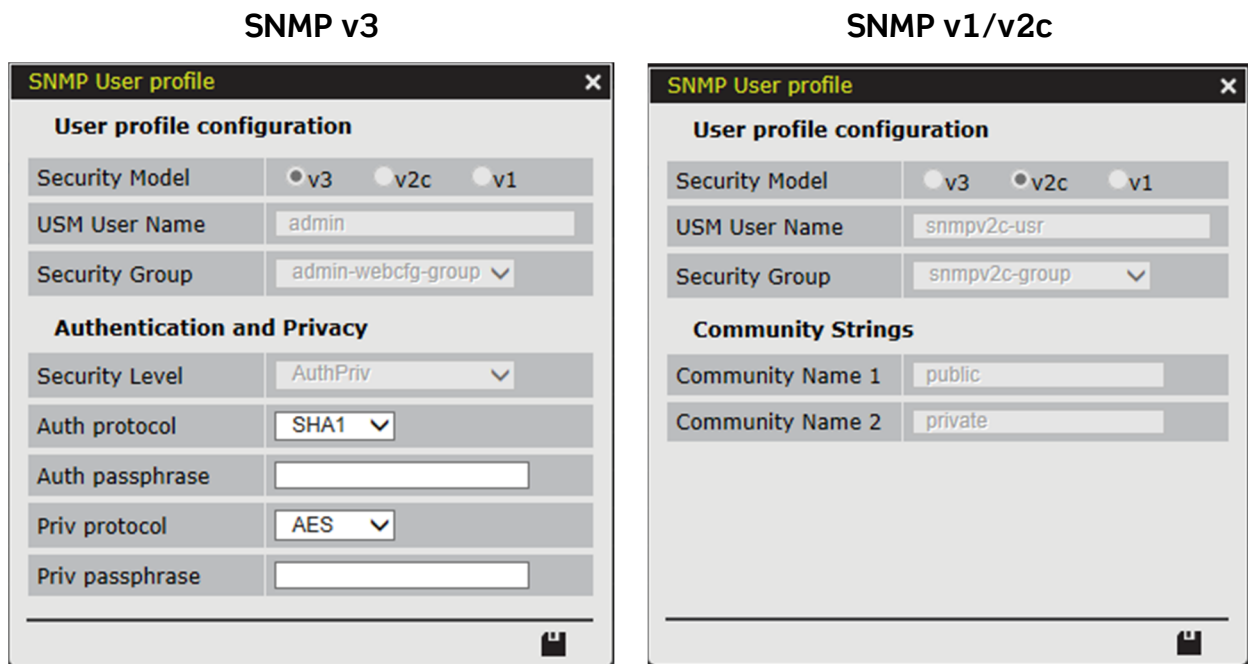 SNMP v3
SNMP User profile
User profile configuration
Security Model v3 v2c v1
USM User Name admin
Security Group admin-webcfg-group
Authentication and Privacy
Security Level AuthPriv
Auth protocol SHA1
Auth passphrase
Priv protocol AES
Priv passphrase
SNMP v1/v2c
SNMP User profile
User profile configuration
Security Model v3 v2c v1
USM User Name snmpv2c-usr
Security Group snmpv2c-group
Community Strings
Community Name 1 public
Community Name 2 private